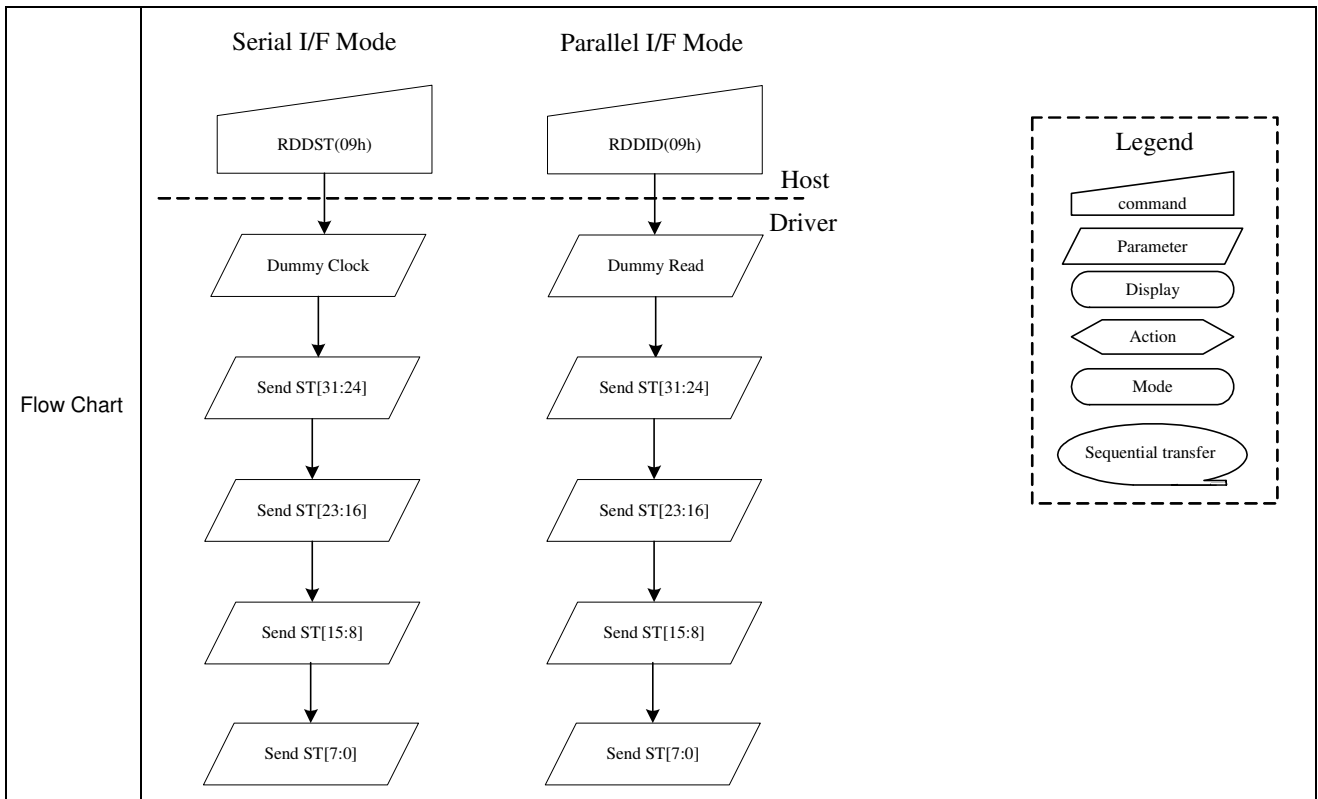 Flow Chart
Serial I/F Mode
RDDST(09h)
Dummy Clock
Send ST[31:24]
Send ST[23:16]
Send ST[15:8]
Send ST[7:0]
Parallel I/F Mode
RDDID(09h)
Dummy Read
Send ST[31:24]
Send ST[23:16]
Send ST[15:8]
Send ST[7:0]
Host
Driver
Legend
command
Parameter
Display
Action
Mode
Sequential transfer